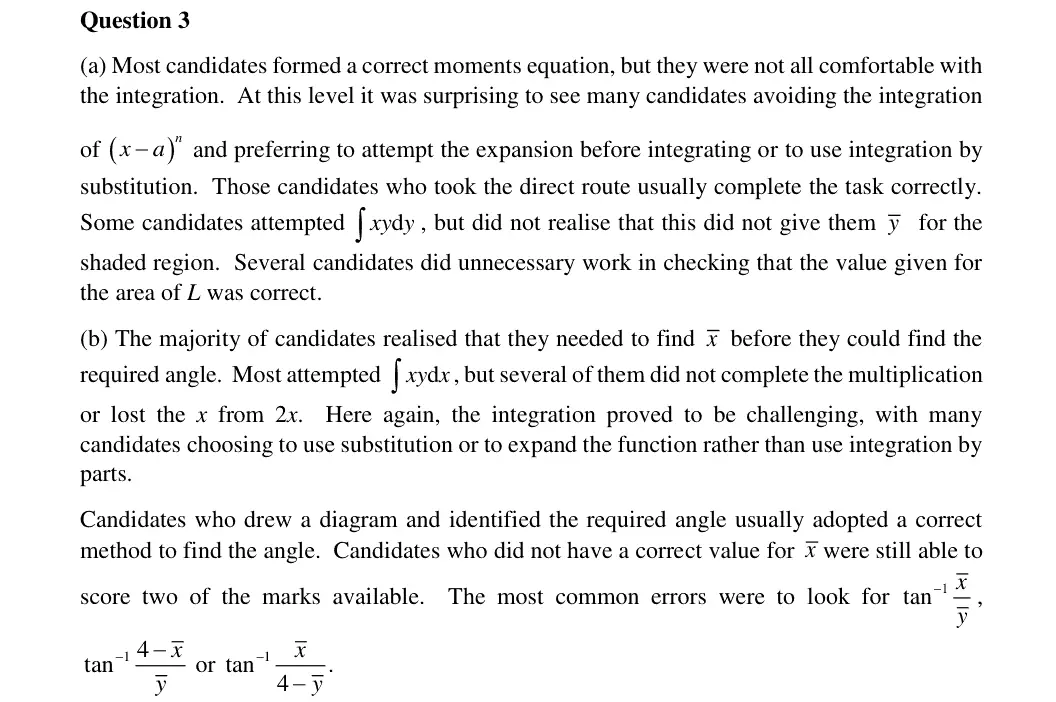 Question 3
(a) Most candidates formed a correct moments equation, but they were not all comfortable with
the integration. At this level it was surprising to see many candidates avoiding the integration
of (x − a)ⁿ and preferring to attempt the expansion before integrating or to use integration by
substitution. Those candidates who took the direct route usually complete the task correctly.
Some candidates attempted ∫xydy , but did not realise that this did not give them y̅ for the
shaded region. Several candidates did unnecessary work in checking that the value given for
the area of L was correct.
(b) The majority of candidates realised that they needed to find x̅ before they could find the
required angle. Most attempted ∫xydx , but several of them did not complete the multiplication
or lost the x from 2x. Here again, the integration proved to be challenging, with many
candidates choosing to use substitution or to expand the function rather than use integration by
parts.
Candidates who drew a diagram and identified the required angle usually adopted a correct
method to find the angle. Candidates who did not have a correct value for x̅ were still able to
score two of the marks available. The most common errors were to look for tan⁻¹ x̅/y̅ ,
tan⁻¹ (4 − x̅)/y̅ or tan⁻¹ x̅/(4 − y̅) .